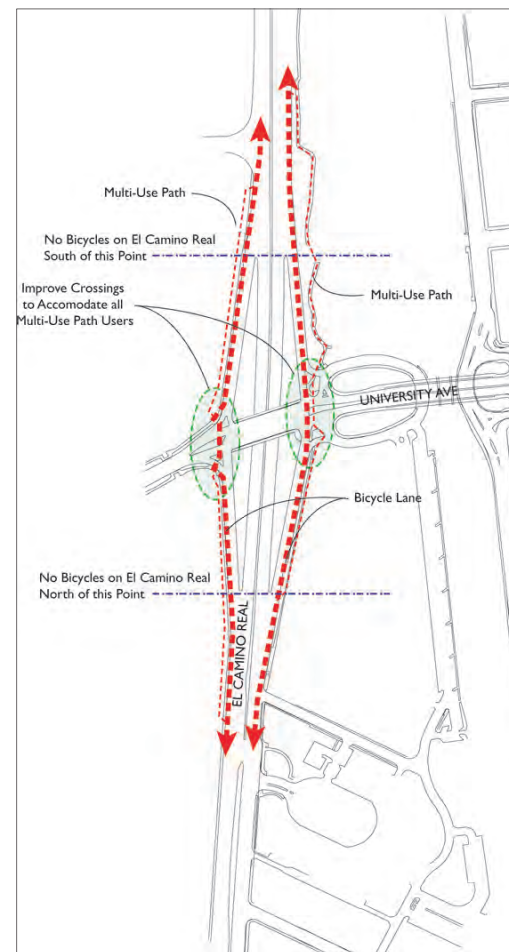 Multi-Use Path
No Bicycles on El Camino Real
South of this Point
Improve Crossings
to Accomodate all
Multi-Use Path Users
Multi-Use Path
UNIVERSITY AVE
Bicycle Lane
No Bicycles on El Camino Real
North of this Point
EL CAMINO REAL